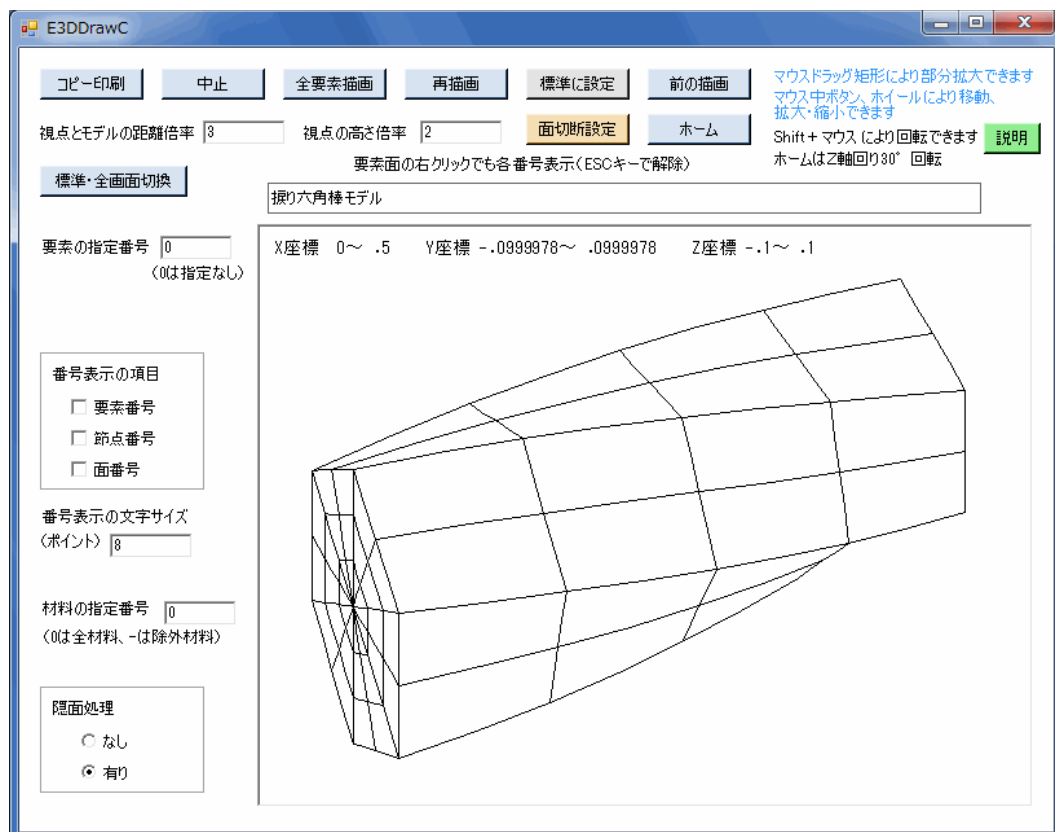 E3DDrawC
コピー印刷 中止 全要素描画 再描画 標準に設定 前の描画
マウスドラッグ矩形により部分拡大できます
マウス中ボタン、ホイールにより移動、
拡大・縮小できます
視点とモデルの距離倍率 3 視点の高さ倍率 2 面切断設定 ホーム
Shift+マウス により回転できます
ホームはZ軸回り30° 回転
説明
標準・全画面切換
要素面の右クリックでも各番号表示(ESCキーで解除)
捩り六角棒モデル
要素の指定番号 0
(0は指定なし)
X座標 0～ .5 Y座標 -.0999978～ .0999978 Z座標 -.1～ .1
番号表示の項目
要素番号
節点番号
面番号
番号表示の文字サイズ
(ポイント) 8
材料の指定番号 0
(0は全材料、-は除外材料)
隠面処理
なし
有り